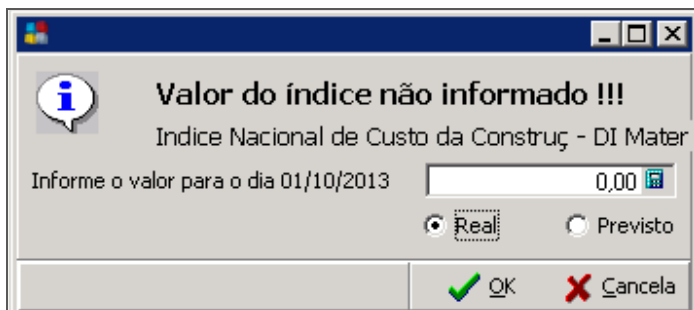 Valor do índice não informado !!!
Indice Nacional de Custo da Construç - DI Mater
Informe o valor para o dia 01/10/2013 0,00
Real Previsto
OK Cancela